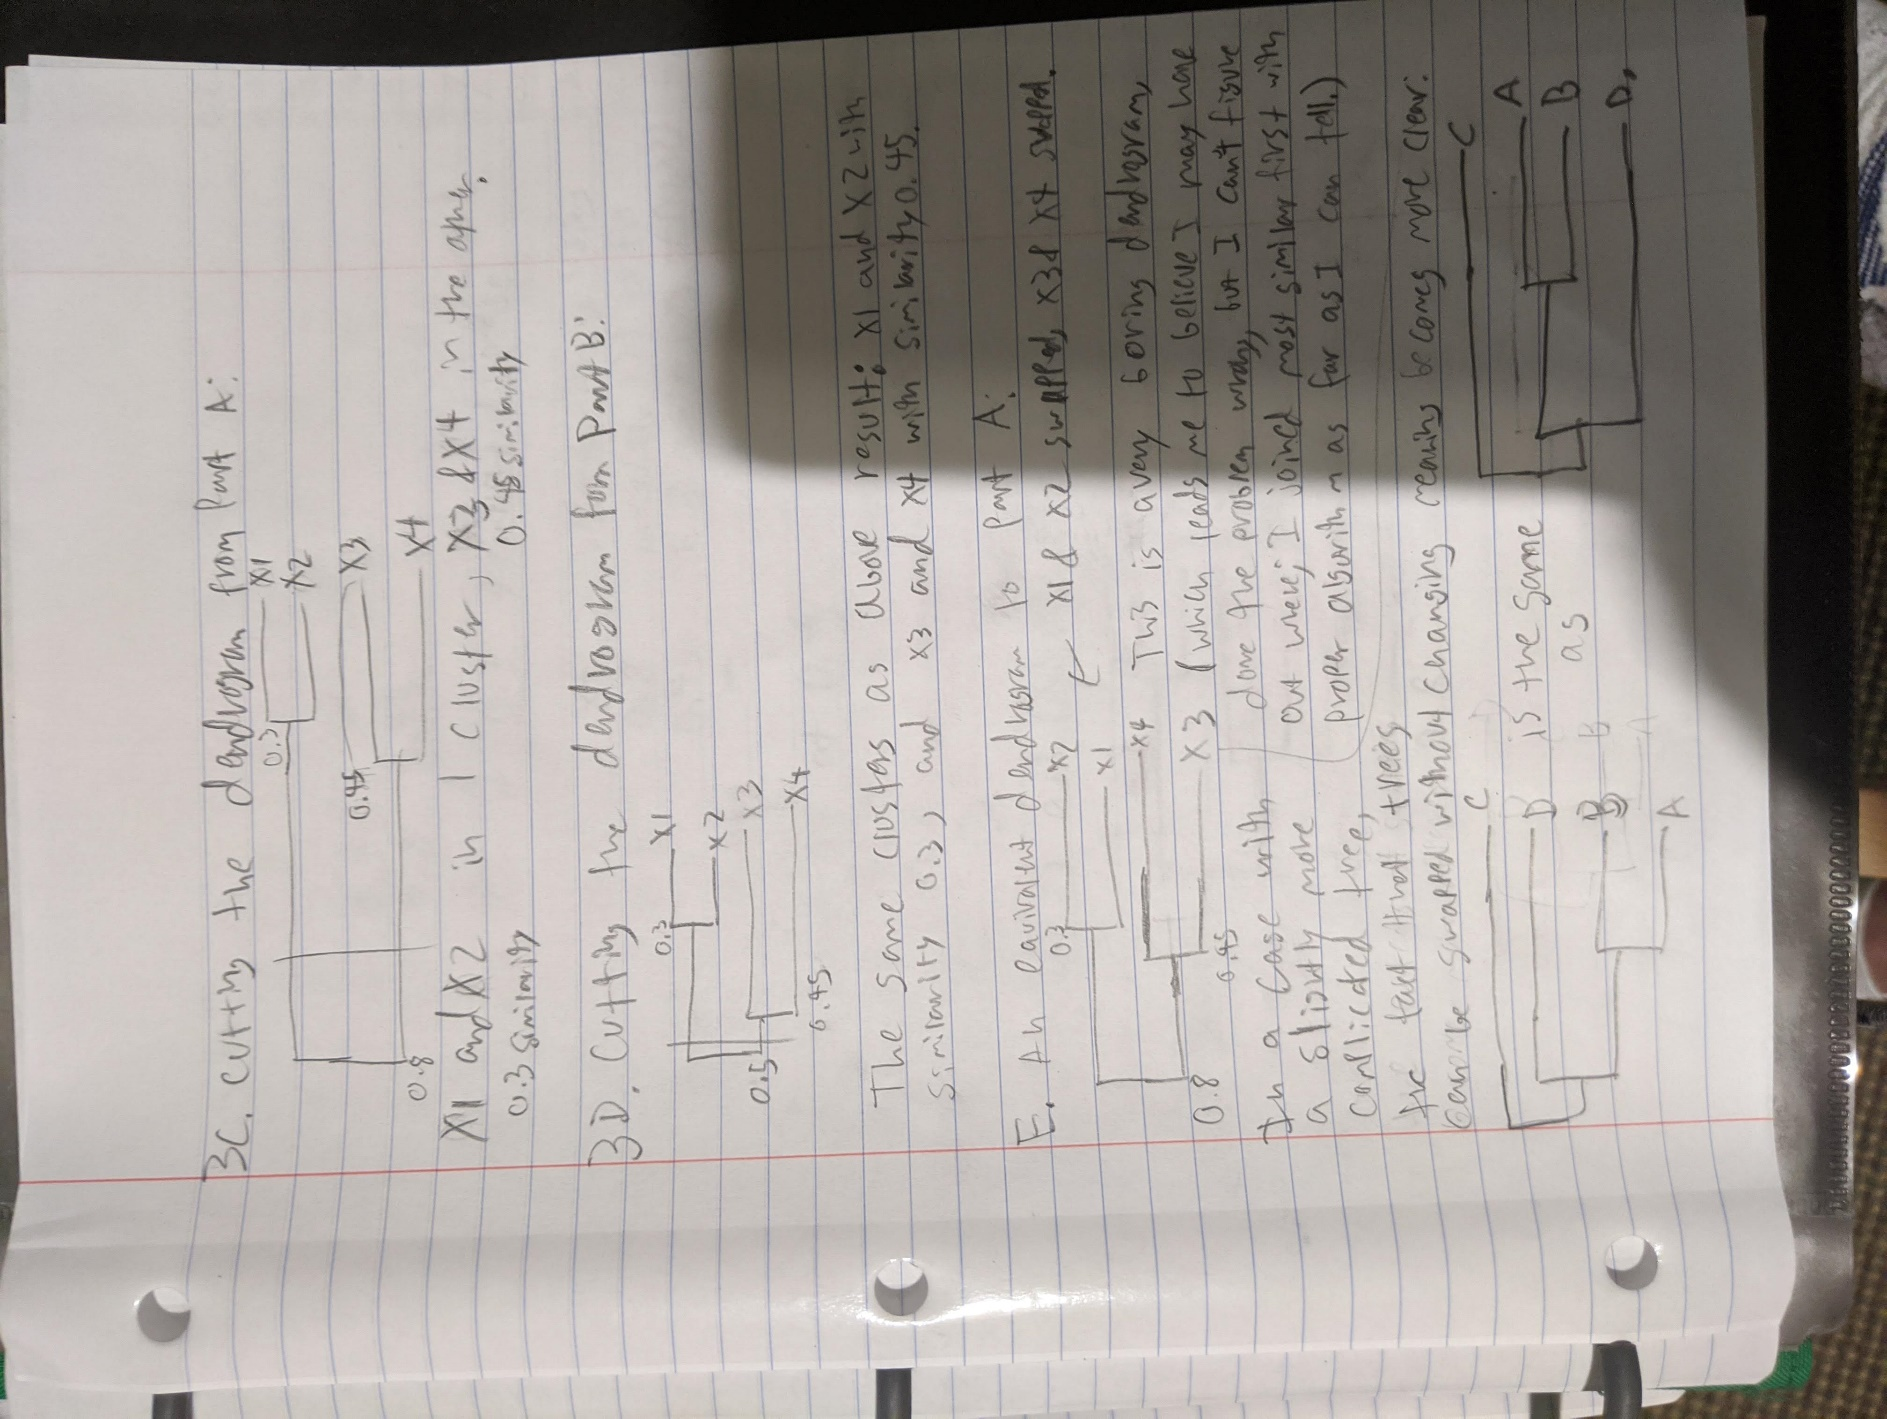 3C. Cutting the dendrogram from Part A:
0.3
X1
X2
0.45
X3
X4
0.8
X1 and X2 in 1 cluster, X3 & X4 in the other.
0.3 similarity
0.45 similarity
3D. Cutting the dendrogram from Part B:
0.3
X1
X2
X3
X4
0.5
0.45
The same clusters as above result: X1 and X2 with
similarity 0.3, and X3 and X4 with similarity 0.45.
E. An equivalent dendrogram to Part A:
0.3
X2
X1
X4
X3
0.8
0.45
X1 & X2 swapped, X3 & X4 swapped.
This is a very boring dendrogram,
(which leads me to believe I may have
done the problem wrong, but I can't figure
out where; I joined most similar first with
proper algorithm as far as I can tell.)
In a case with
a slightly more
complicated tree,
the fact that trees
can be swapped without changing meaning becomes more clear:
C
D
B
A
is the same
as
C
A
B
D.